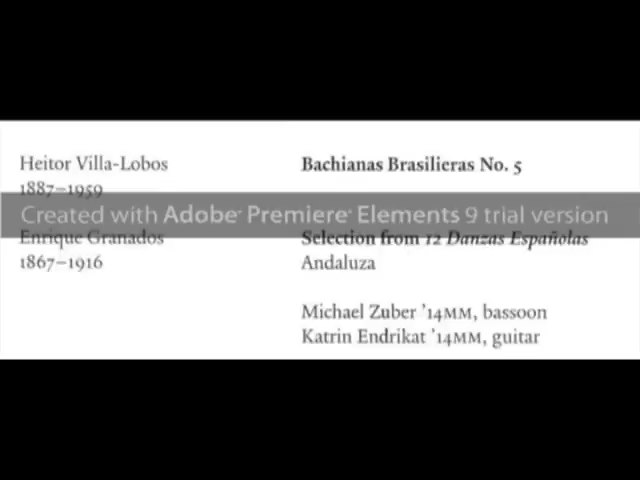 Heitor Villa-Lobos
1887–1959
Bachianas Brasilieras No. 5
Created with Adobe® Premiere® Elements 9 trial version
Enrique Granados
1867–1916
Selection from 12 Danzas Españolas
Andaluza
Michael Zuber ’14MM, bassoon
Katrin Endrikat ’14MM, guitar